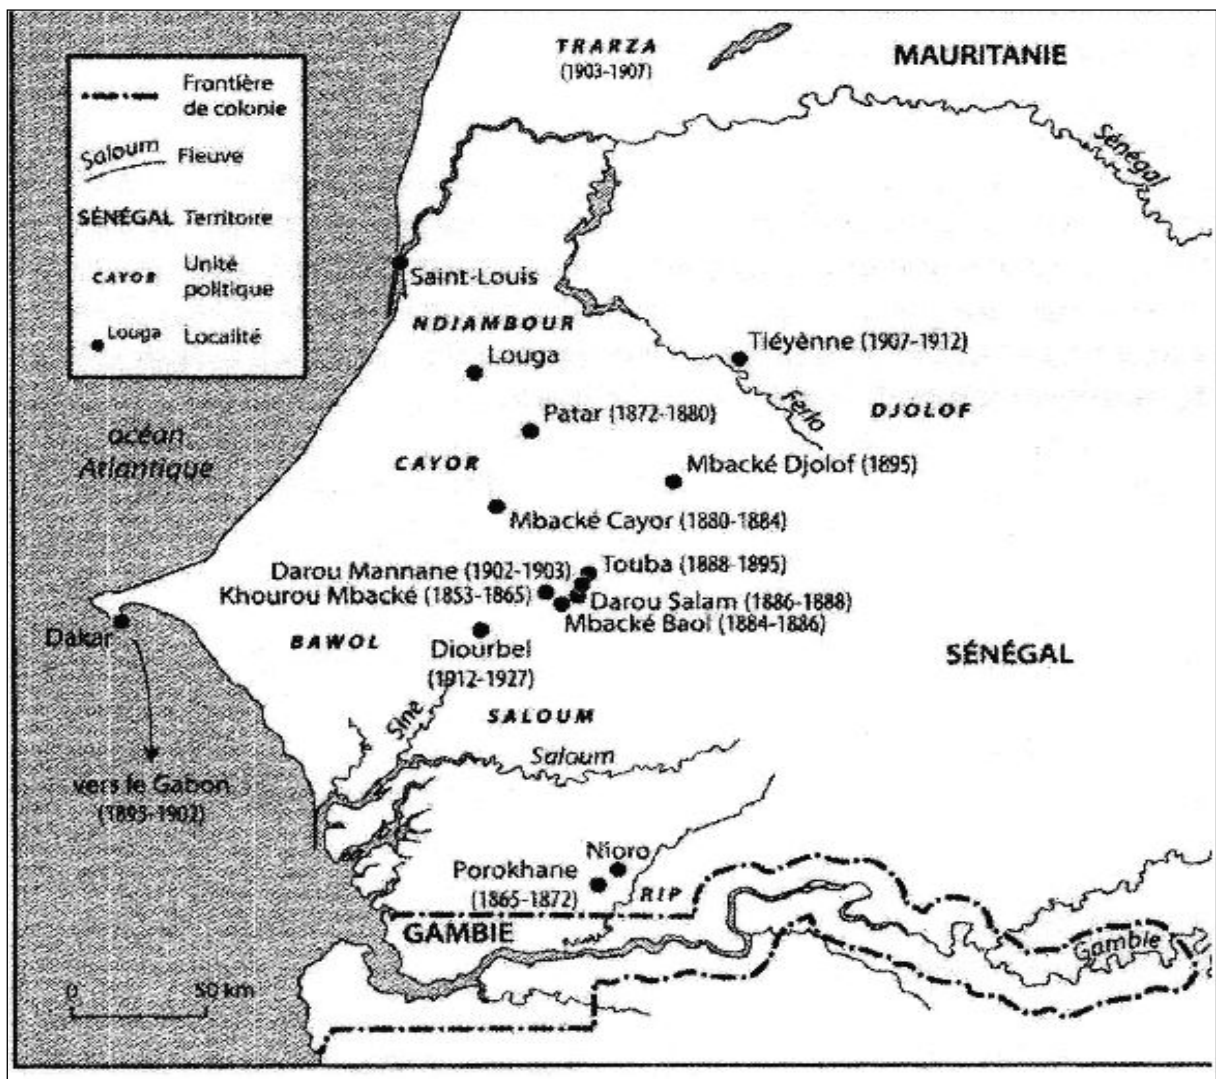 Frontière
de colonie
Saloum
Fleuve
SÉNÉGAL
Territoire
CAYOR
Unité
politique
Louga
Localité
TRARZA
(1903-1907)
MAURITANIE
Sénégal
Saint-Louis
NDIAMBOUR
Louga
Tiéyènne (1907-1912)
Patar (1872-1880)
Ferlo
DJOLOF
océan
Atlantique
CAYOR
Mbacké Djolof (1895)
Mbacké Cayor (1880-1884)
Darou Mannane (1902-1903)
Touba (1888-1895)
Khourou Mbacké (1853-1865)
Darou Salam (1886-1888)
Mbacké Baol (1884-1886)
Dakar
BAWOL
Diourbel
(1912-1927)
SÉNÉGAL
Sine
SALOUM
Saloum
vers le Gabon
(1895-1902)
Nioro
Porokhane
(1865-1872)
RIP
GAMBIE
Gambie
0
50 km